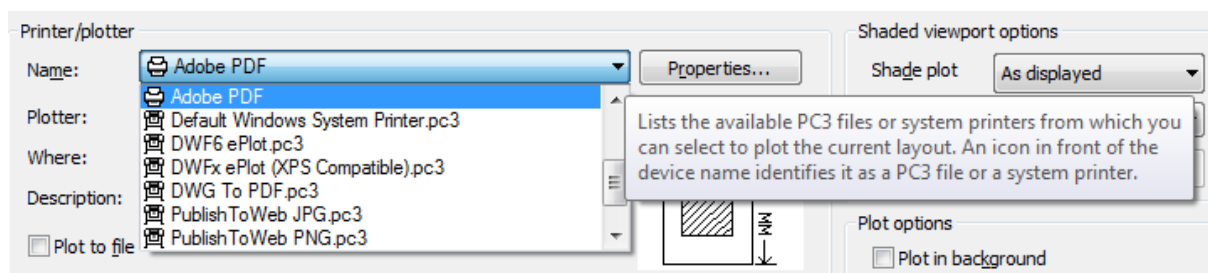 Printer/plotter
Name:
Adobe PDF
Properties...
Adobe PDF
Default Windows System Printer.pc3
Plotter:
DWF6 ePlot.pc3
Where:
DWFx ePlot (XPS Compatible).pc3
DWG To PDF.pc3
Description:
PublishToWeb JPG.pc3
PublishToWeb PNG.pc3
Plot to file
MM
Shaded viewport options
Shade plot
As displayed
Lists the available PC3 files or system printers from which you
can select to plot the current layout. An icon in front of the
device name identifies it as a PC3 file or a system printer.
Plot options
Plot in background